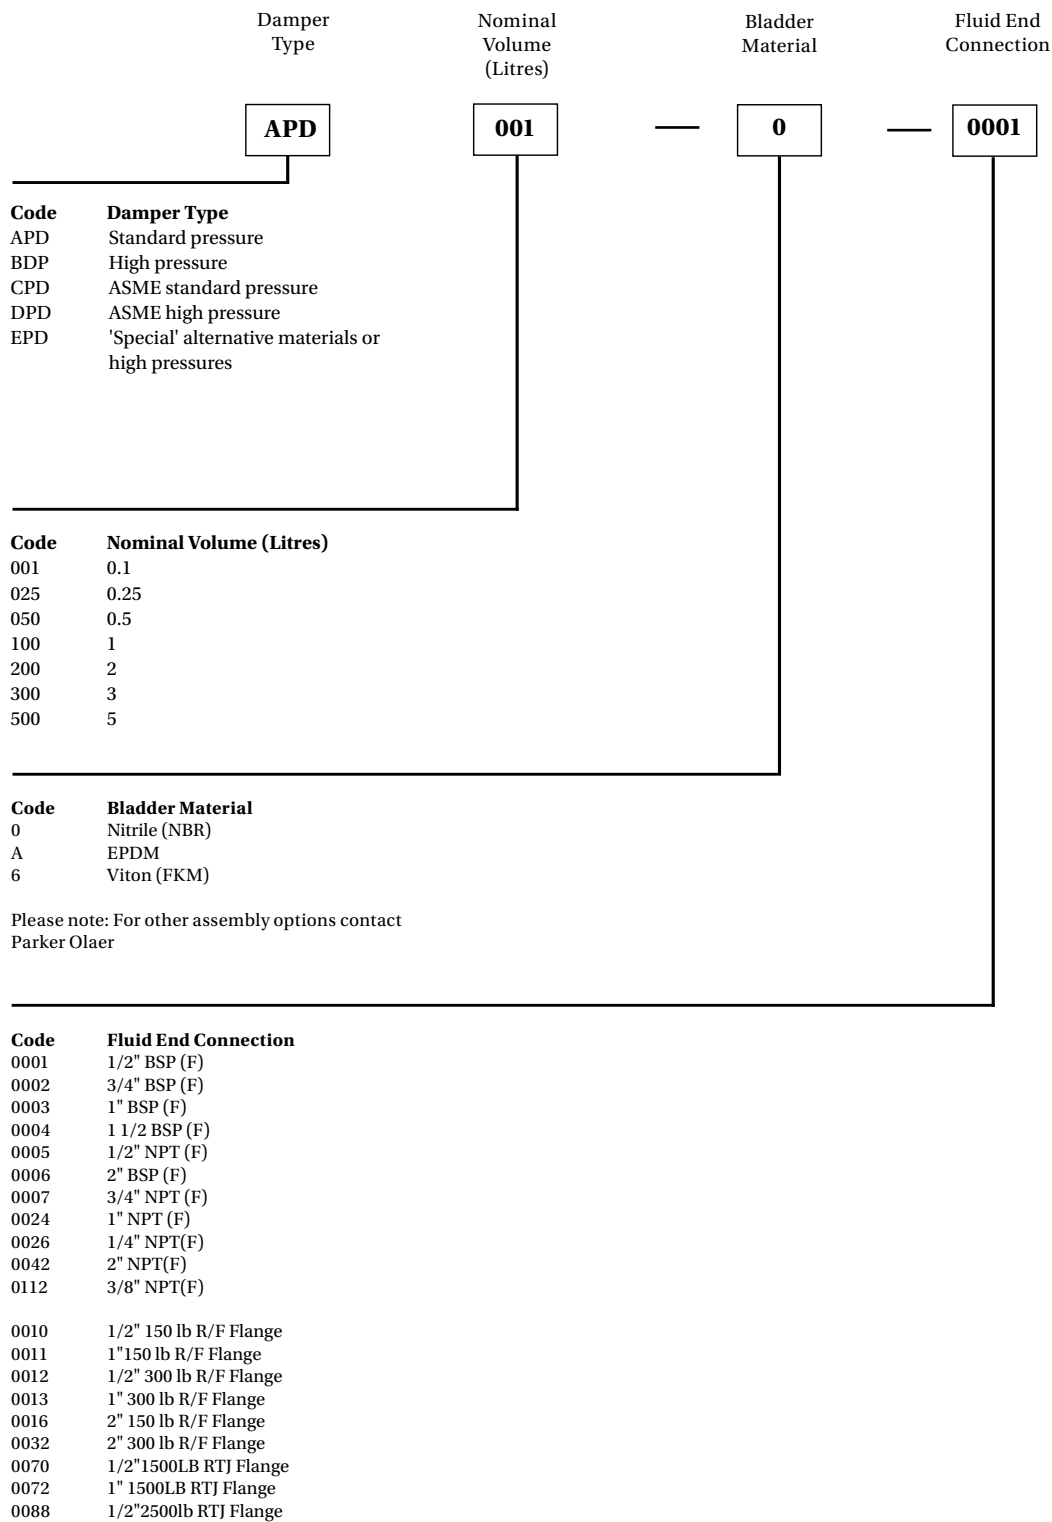 Damper
Type
Nominal
Volume
(Litres)
Bladder
Material
Fluid End
Connection
APD
001
—
0
—
0001
Code Damper Type
APD Standard pressure
BDP High pressure
CPD ASME standard pressure
DPD ASME high pressure
EPD 'Special' alternative materials or
high pressures
Code Nominal Volume (Litres)
001 0.1
025 0.25
050 0.5
100 1
200 2
300 3
500 5
Code Bladder Material
0 Nitrile (NBR)
A EPDM
6 Viton (FKM)
Please note: For other assembly options contact
Parker Olaer
Code Fluid End Connection
0001 1/2" BSP (F)
0002 3/4" BSP (F)
0003 1" BSP (F)
0004 1 1/2 BSP (F)
0005 1/2" NPT (F)
0006 2" BSP (F)
0007 3/4" NPT (F)
0024 1" NPT (F)
0026 1/4" NPT(F)
0042 2" NPT(F)
0112 3/8" NPT(F)
0010 1/2" 150 lb R/F Flange
0011 1"150 lb R/F Flange
0012 1/2" 300 lb R/F Flange
0013 1" 300 lb R/F Flange
0016 2" 150 lb R/F Flange
0032 2" 300 lb R/F Flange
0070 1/2"1500LB RTJ Flange
0072 1" 1500LB RTJ Flange
0088 1/2"2500lb RTJ Flange